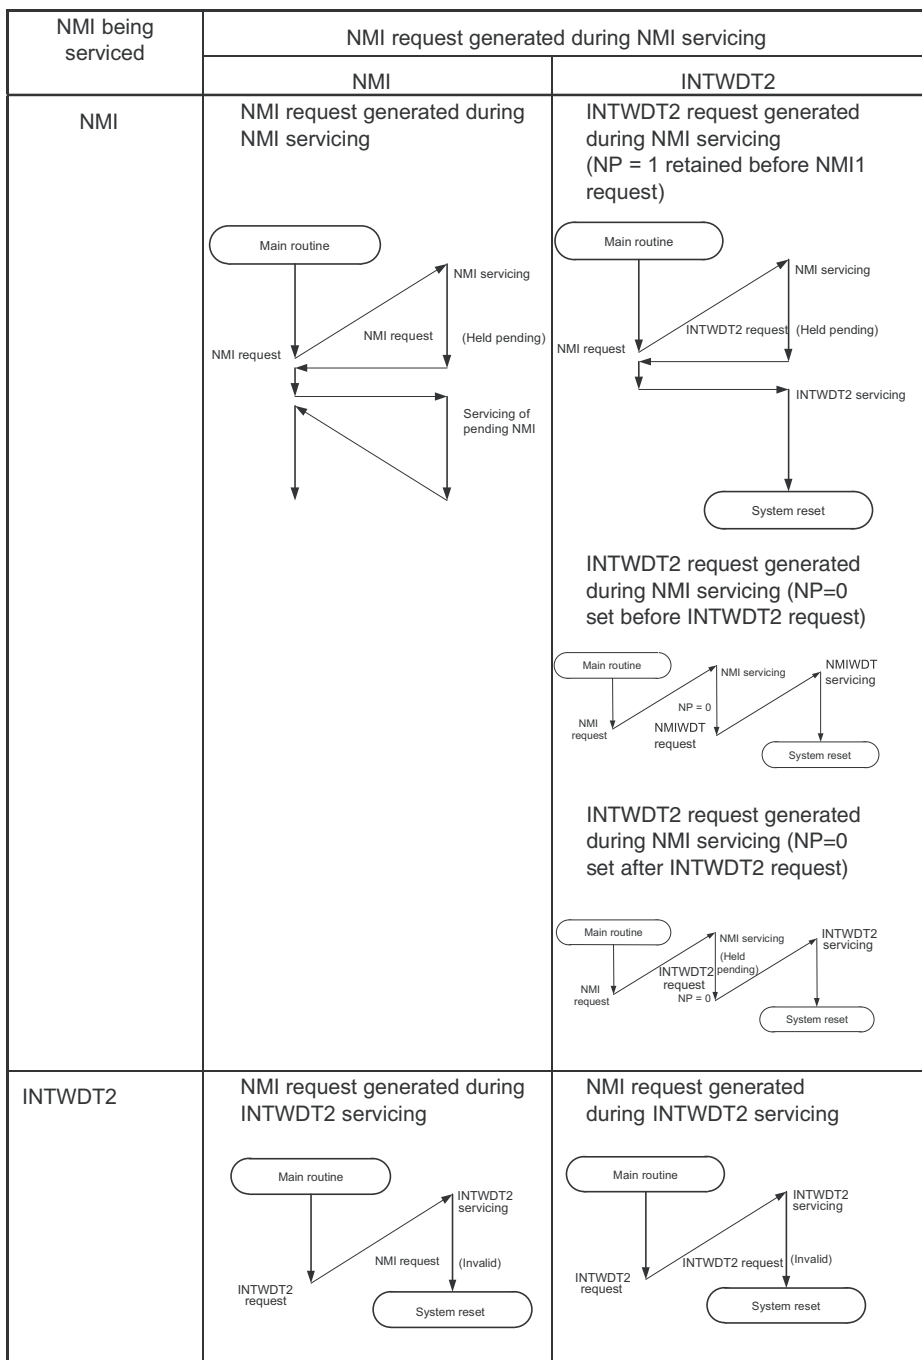 NMI being
serviced
NMI request generated during NMI servicing
NMI
INTWDT2
NMI
NMI request generated during
NMI servicing
Main routine
NMI servicing
NMI request
(Held pending)
NMI request
Servicing of
pending NMI
INTWDT2 request generated
during NMI servicing
(NP = 1 retained before NMI1
request)
Main routine
NMI servicing
INTWDT2 request
(Held pending)
NMI request
INTWDT2 servicing
System reset
INTWDT2 request generated
during NMI servicing (NP=0
set before INTWDT2 request)
Main routine
NMI servicing
NMIWDT
servicing
NP = 0
NMI
request
NMIWDT
request
System reset
INTWDT2 request generated
during NMI servicing (NP=0
set after INTWDT2 request)
Main routine
NMI servicing
INTWDT2
servicing
(Held
pending)
INTWDT2
request
NMI
request
NP = 0
System reset
INTWDT2
NMI request generated during
INTWDT2 servicing
Main routine
INTWDT2
servicing
NMI request
(Invalid)
INTWDT2
request
System reset
NMI request generated
during INTWDT2 servicing
Main routine
INTWDT2
servicing
INTWDT2 request
(Invalid)
INTWDT2
request
System reset